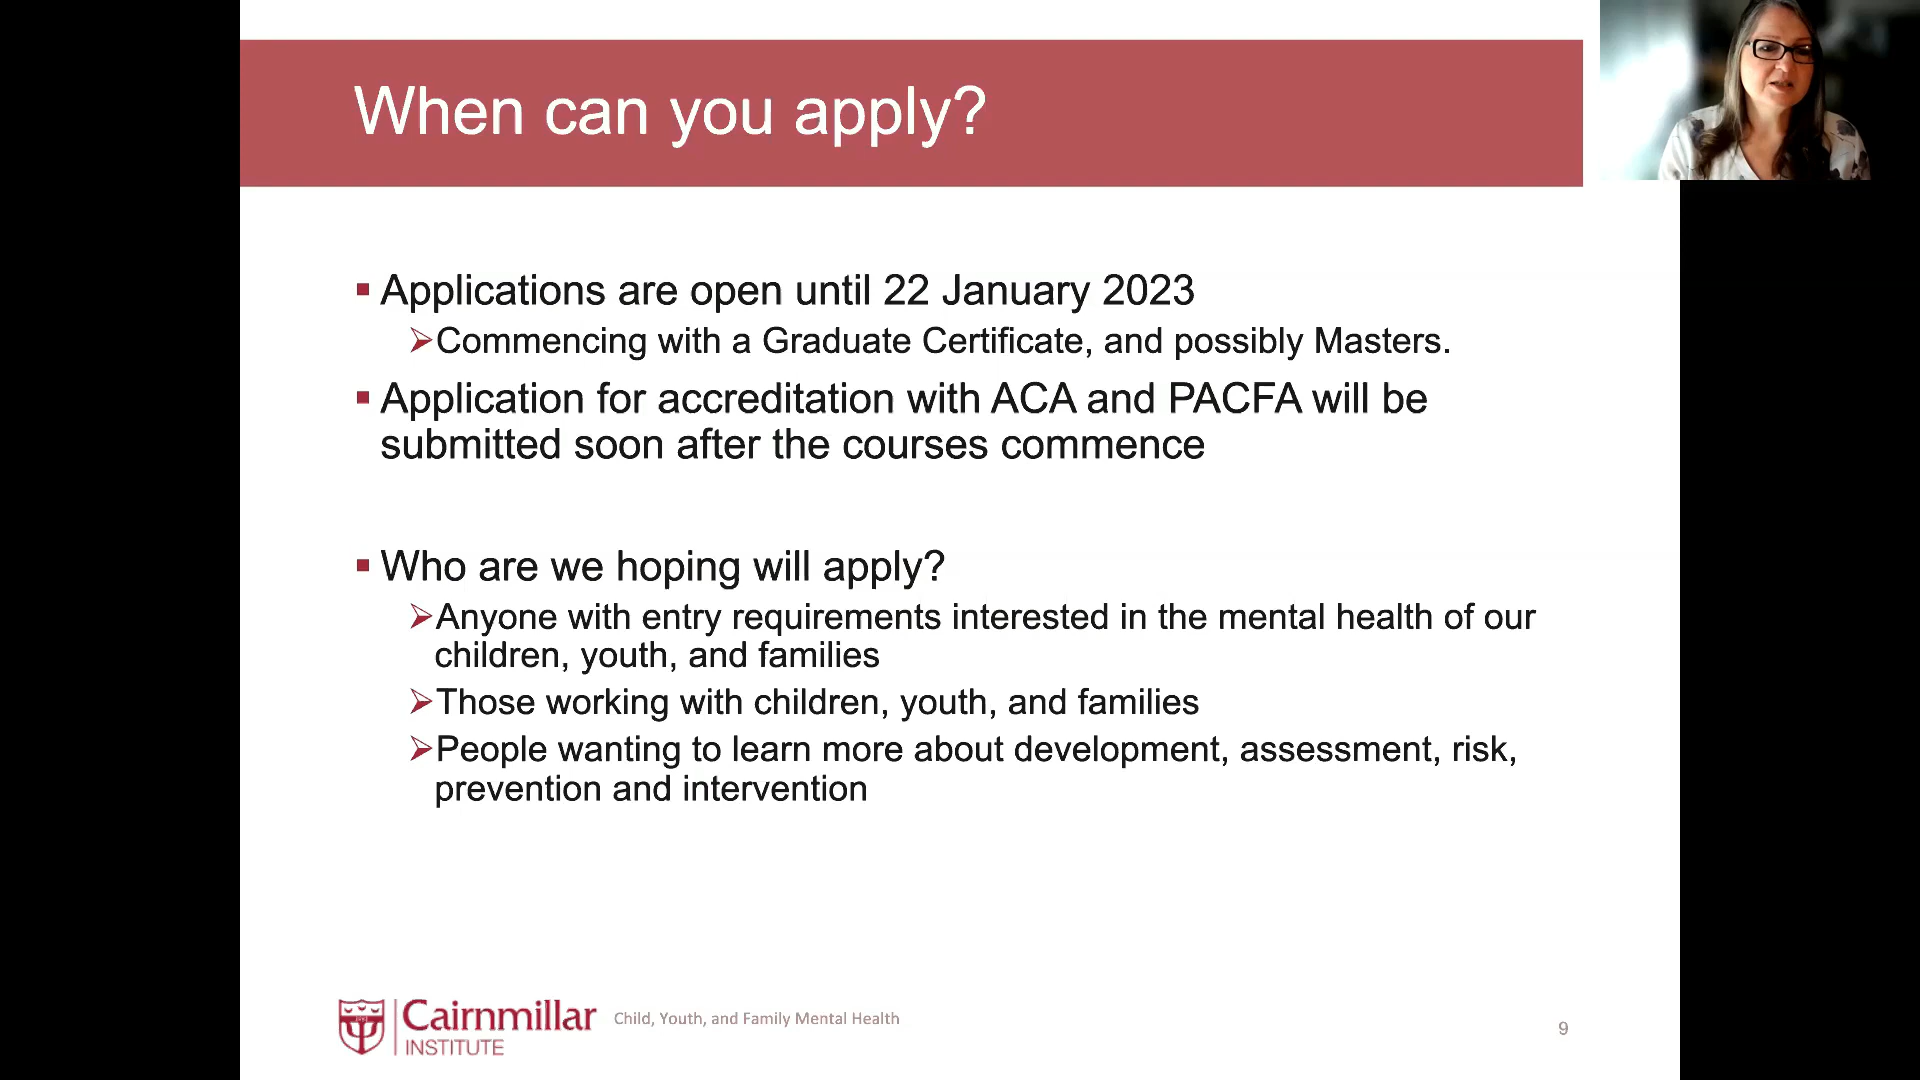 When can you apply?
Applications are open until 22 January 2023
Commencing with a Graduate Certificate, and possibly Masters.
Application for accreditation with ACA and PACFA will be
submitted soon after the courses commence
Who are we hoping will apply?
Anyone with entry requirements interested in the mental health of our
children, youth, and families
Those working with children, youth, and families
People wanting to learn more about development, assessment, risk,
prevention and intervention
Cairnmillar
INSTITUTE
Child, Youth, and Family Mental Health
9